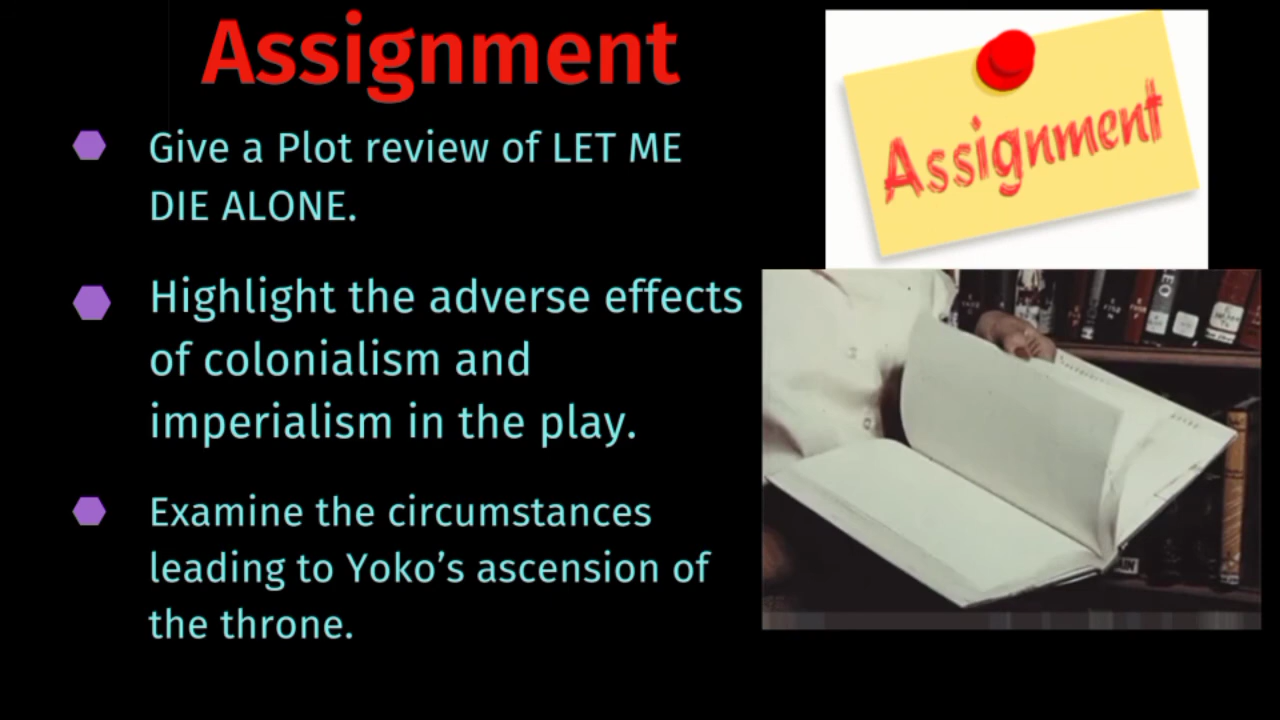 Assignment
Give a Plot review of LET ME
DIE ALONE.
Highlight the adverse effects
of colonialism and
imperialism in the play.
Examine the circumstances
leading to Yoko’s ascension of
the throne.
Assignment